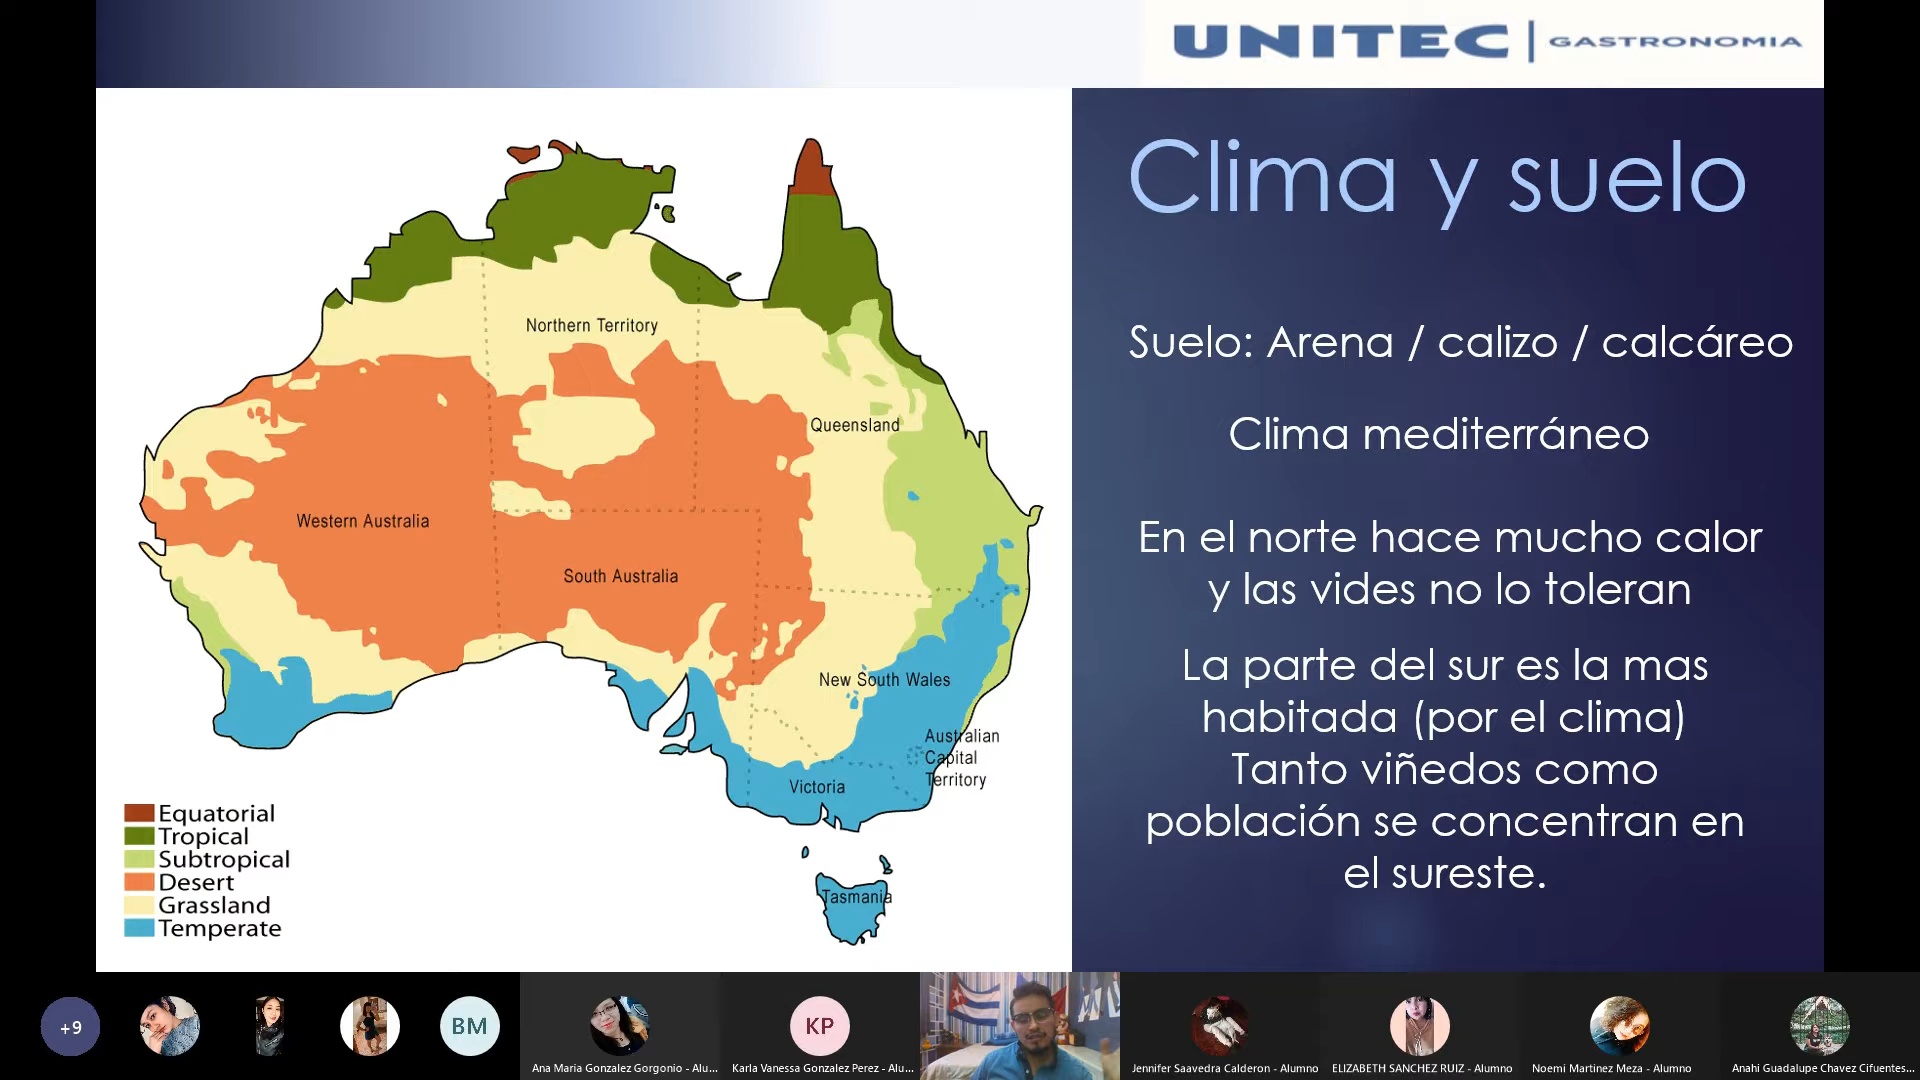 UNITEC | GASTRONOMIA
Clima y suelo
Suelo: Arena / calizo / calcáreo
Clima mediterráneo
En el norte hace mucho calor
y las vides no lo toleran
La parte del sur es la mas
habitada (por el clima)
Tanto viñedos como
población se concentran en
el sureste.
Northern Territory
Queensland
Western Australia
South Australia
New South Wales
Australian
Capital
Territory
Victoria
Tasmania
Equatorial
Tropical
Subtropical
Desert
Grassland
Temperate
+9
BM
KP
Ana Maria Gonzalez Gorgonio - Alu...
Karla Vanessa Gonzalez Perez - Alu...
Jennifer Saavedra Calderon - Alumno
ELIZABETH SANCHEZ RUIZ - Alumno
Noemi Martinez Meza - Alumno
Anahi Guadalupe Chavez Cifuentes...